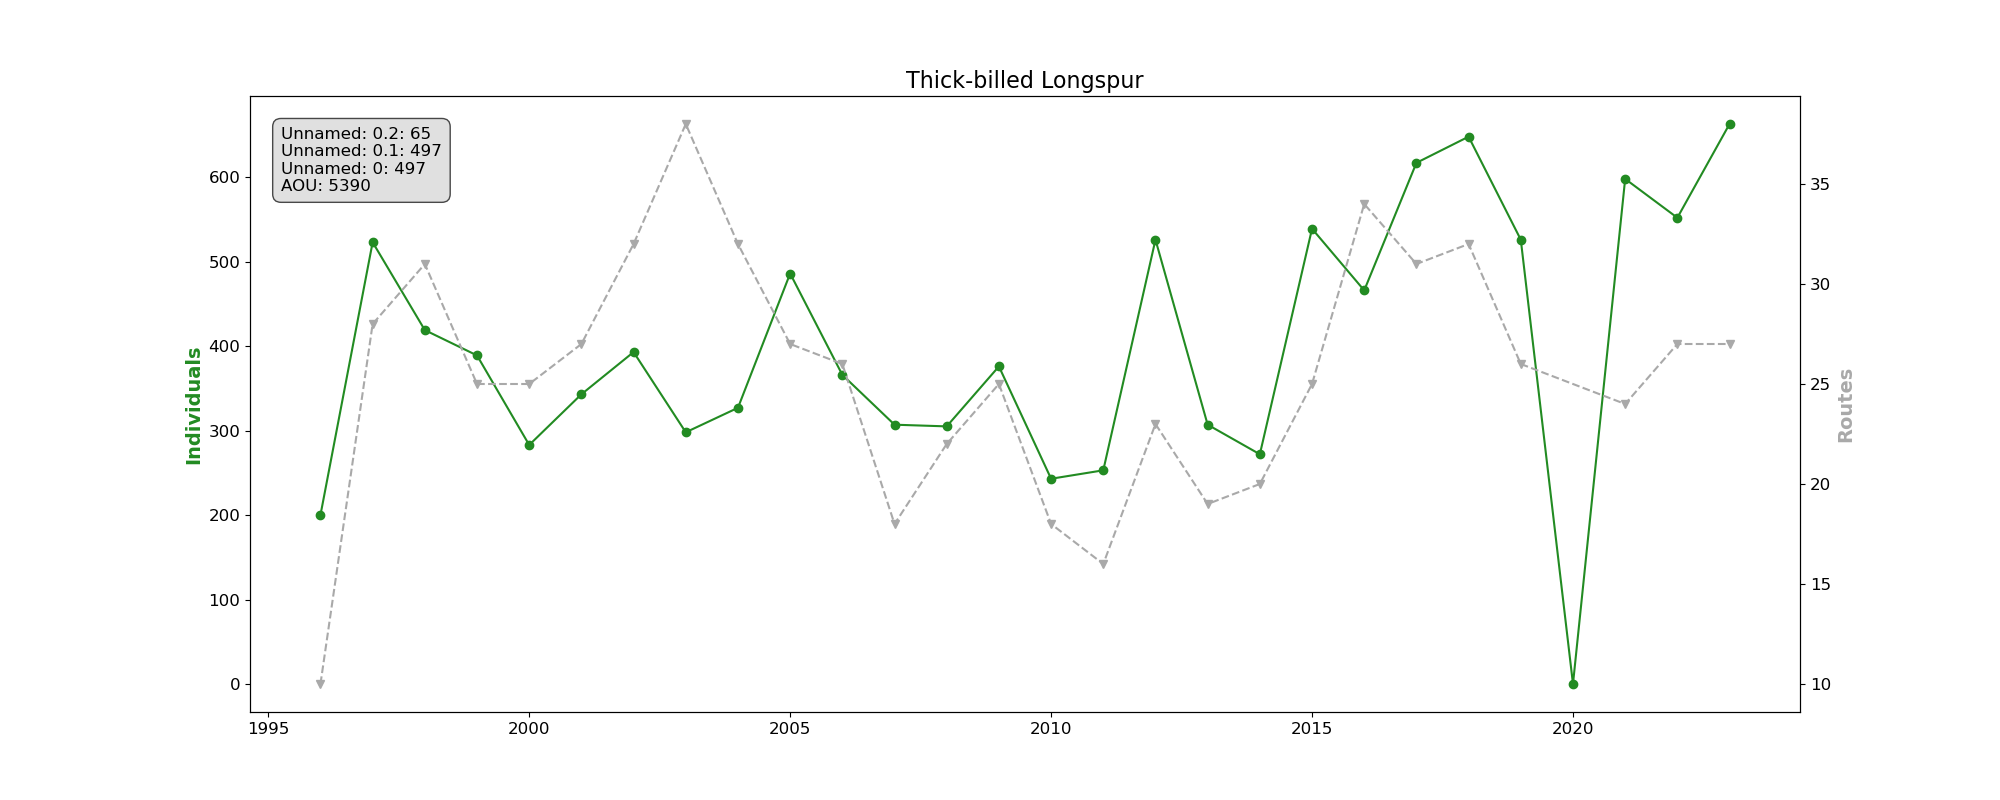 Thick-billed Longspur
Unnamed: 0.2: 65
Unnamed: 0.1: 497
Unnamed: 0: 497
AOU: 5390
Individuals
600
500
400
300
200
100
0
35
30
25
20
15
10
Routes
1995 2000 2005 2010 2015 2020